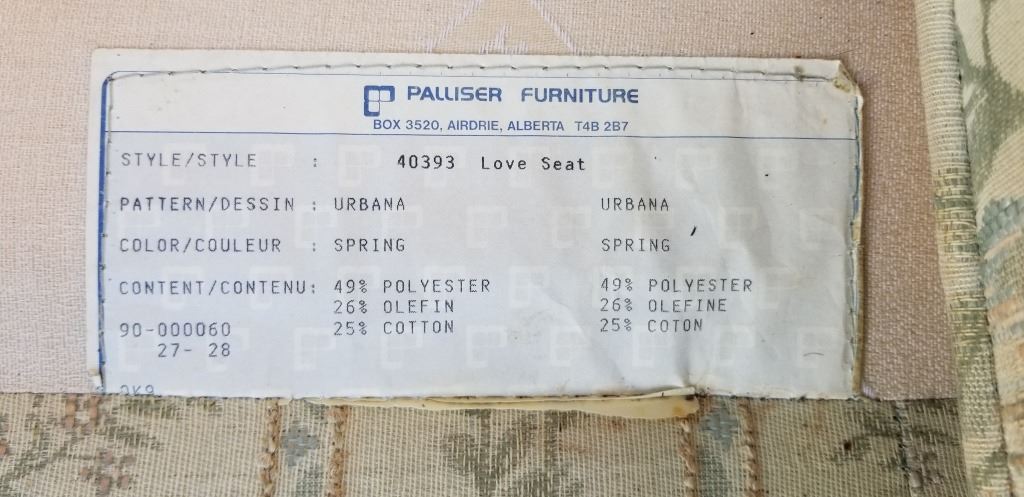 PALLISER FURNITURE
BOX 3520, AIRDRIE, ALBERTA T4B 2B7
STYLE/STYLE : 40393 Love Seat
PATTERN/DESSIN : URBANA URBANA
COLOR/COULEUR : SPRING SPRING
CONTENT/CONTENU: 49% POLYESTER 49% POLYESTER
26% OLEFIN 26% OLEFINE
90-000060 25% COTTON 25% COTON
27- 28